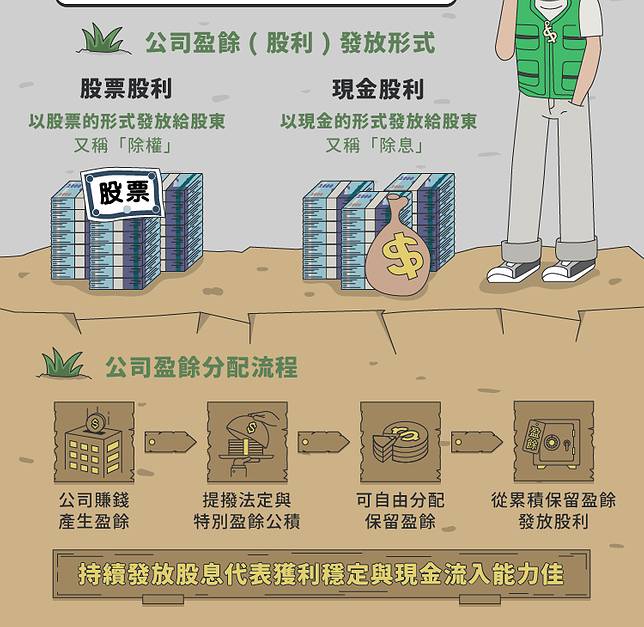 公司盈餘（股利）發放形式
股票股利
以股票的形式發放給股東
又稱「除權」
股票
現金股利
以現金的形式發放給股東
又稱「除息」
$
$
公司盈餘分配流程
$
$
盈餘
公司賺錢
產生盈餘
提撥法定與
特別盈餘公積
可自由分配
保留盈餘
從累積保留盈餘
發放股利
持續發放股息代表獲利穩定與現金流入能力佳